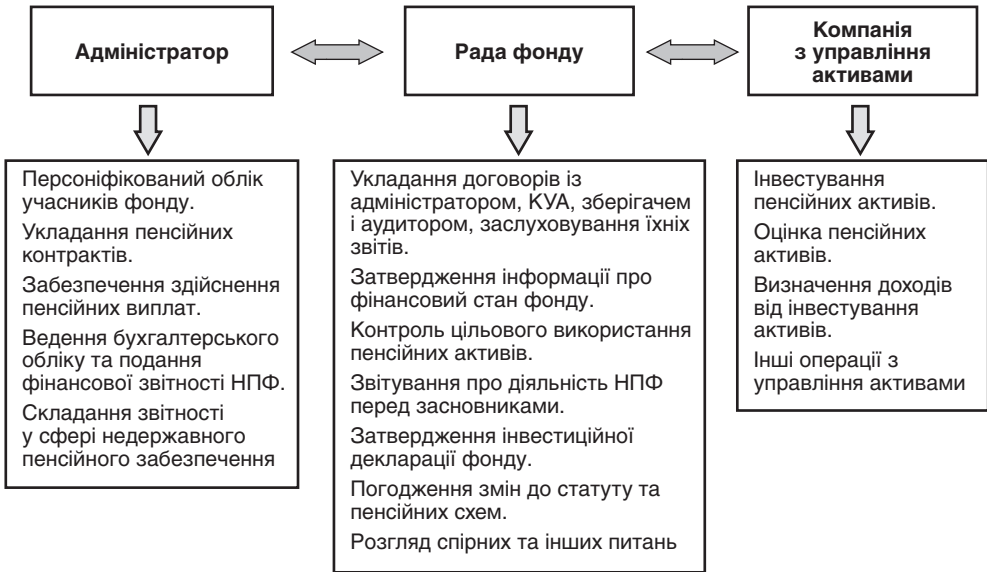 Адміністратор
Рада фонду
Компанія
з управління
активами
Персоніфікований облік
учасників фонду.
Укладання пенсійних
контрактів.
Забезпечення здійснення
пенсійних виплат.
Ведення бухгалтерського
обліку та подання
фінансової звітності НПФ.
Складання звітності
у сфері недержавного
пенсійного забезпечення
Укладання договорів із
адміністратором, КУА, зберігачем
і аудитором, заслуховування їхніх
звітів.
Затвердження інформації про
фінансовий стан фонду.
Контроль цільового використання
пенсійних активів.
Звітування про діяльність НПФ
перед засновниками.
Затвердження інвестиційної
декларації фонду.
Погодження змін до статуту та
пенсійних схем.
Розгляд спірних та інших питань
Інвестування
пенсійних активів.
Оцінка пенсійних
активів.
Визначення доходів
від інвестування
активів.
Інші операції з
управління активами